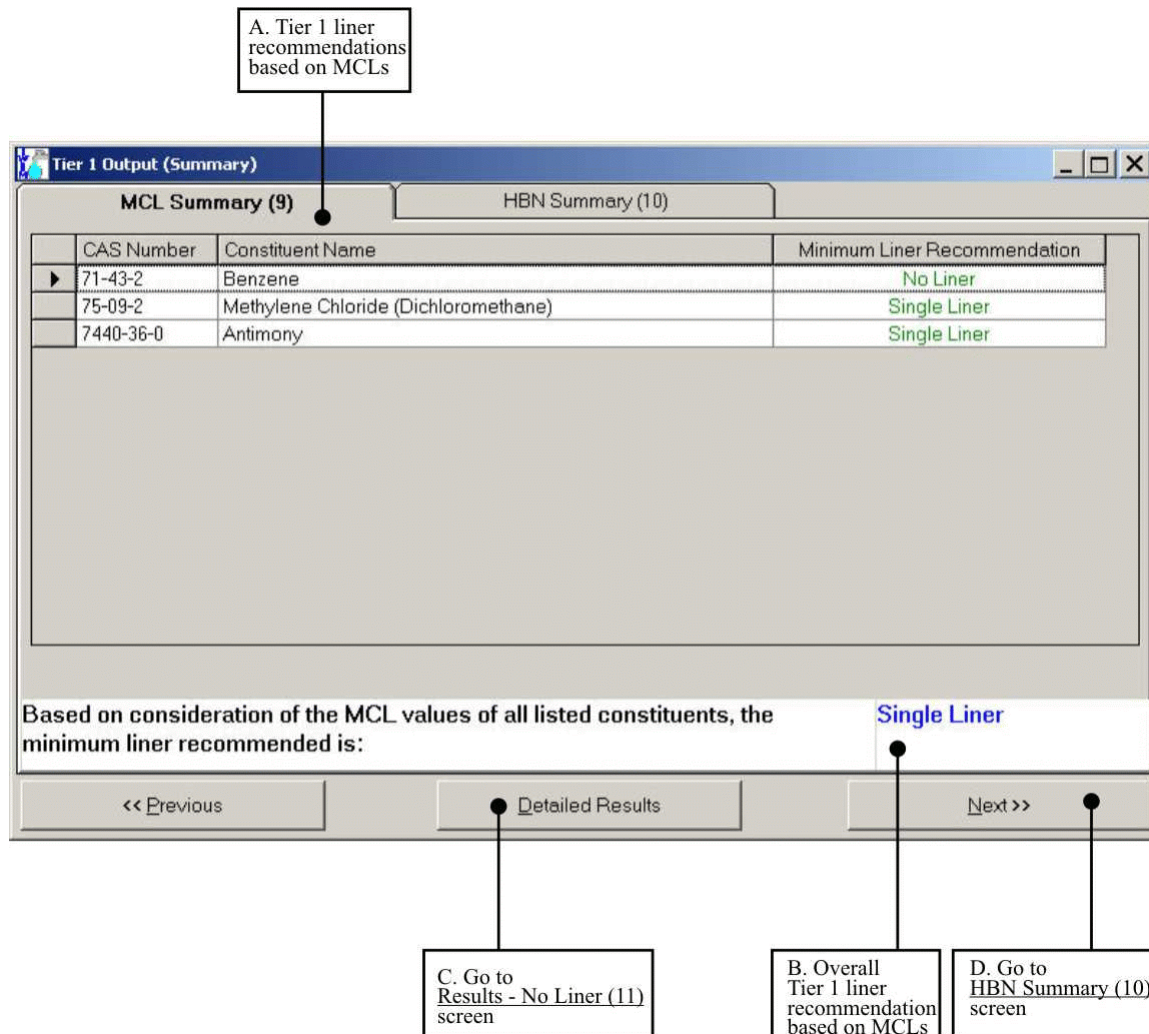 A. Tier 1 liner
recommendations
based on MCLs
Tier 1 Output (Summary)
MCL Summary (9) HBN Summary (10)
CAS Number Constituent Name Minimum Liner Recommendation
71-43-2 Benzene No Liner
75-09-2 Methylene Chloride (Dichloromethane) Single Liner
7440-36-0 Antimony Single Liner
Based on consideration of the MCL values of all listed constituents, the
minimum liner recommended is:
Single Liner
<< Previous Detailed Results Next >>
C. Go to
Results - No Liner (11)
screen
B. Overall
Tier 1 liner
recommendation
based on MCLs
D. Go to
HBN Summary (10)
screen